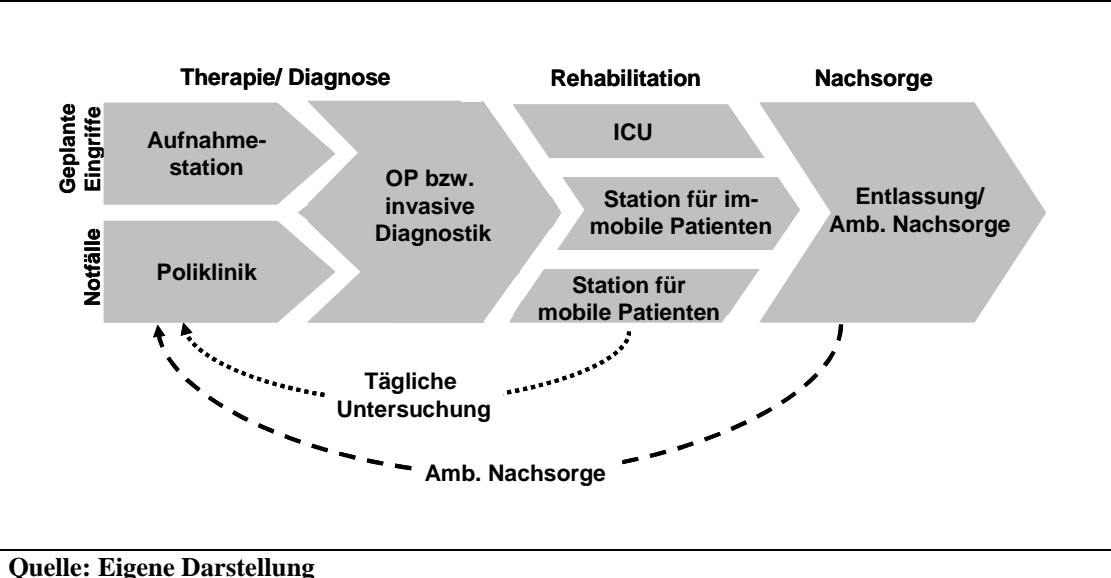 Therapie/ Diagnose
Rehabilitation
Nachsorge
Geplante
Eingriffe
Aufnahme-
station
Notfälle
Poliklinik
OP bzw.
invasive
Diagnostik
ICU
Station für im-
mobile Patienten
Station für
mobile Patienten
Entlassung/
Amb. Nachsorge
Tägliche
Untersuchung
Amb. Nachsorge
Quelle: Eigene Darstellung